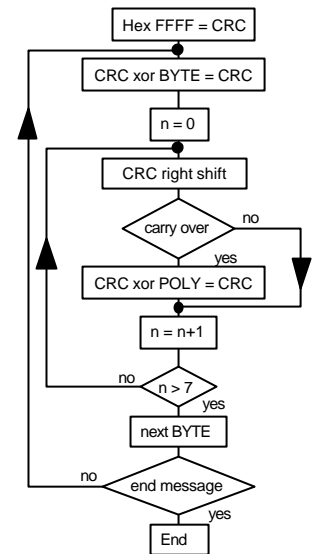 Hex FFFF = CRC
CRC xor BYTE = CRC
n = 0
CRC right shift
carry over
no
yes
CRC xor POLY = CRC
n = n+1
no
n > 7
yes
next BYTE
no
end message
yes
End